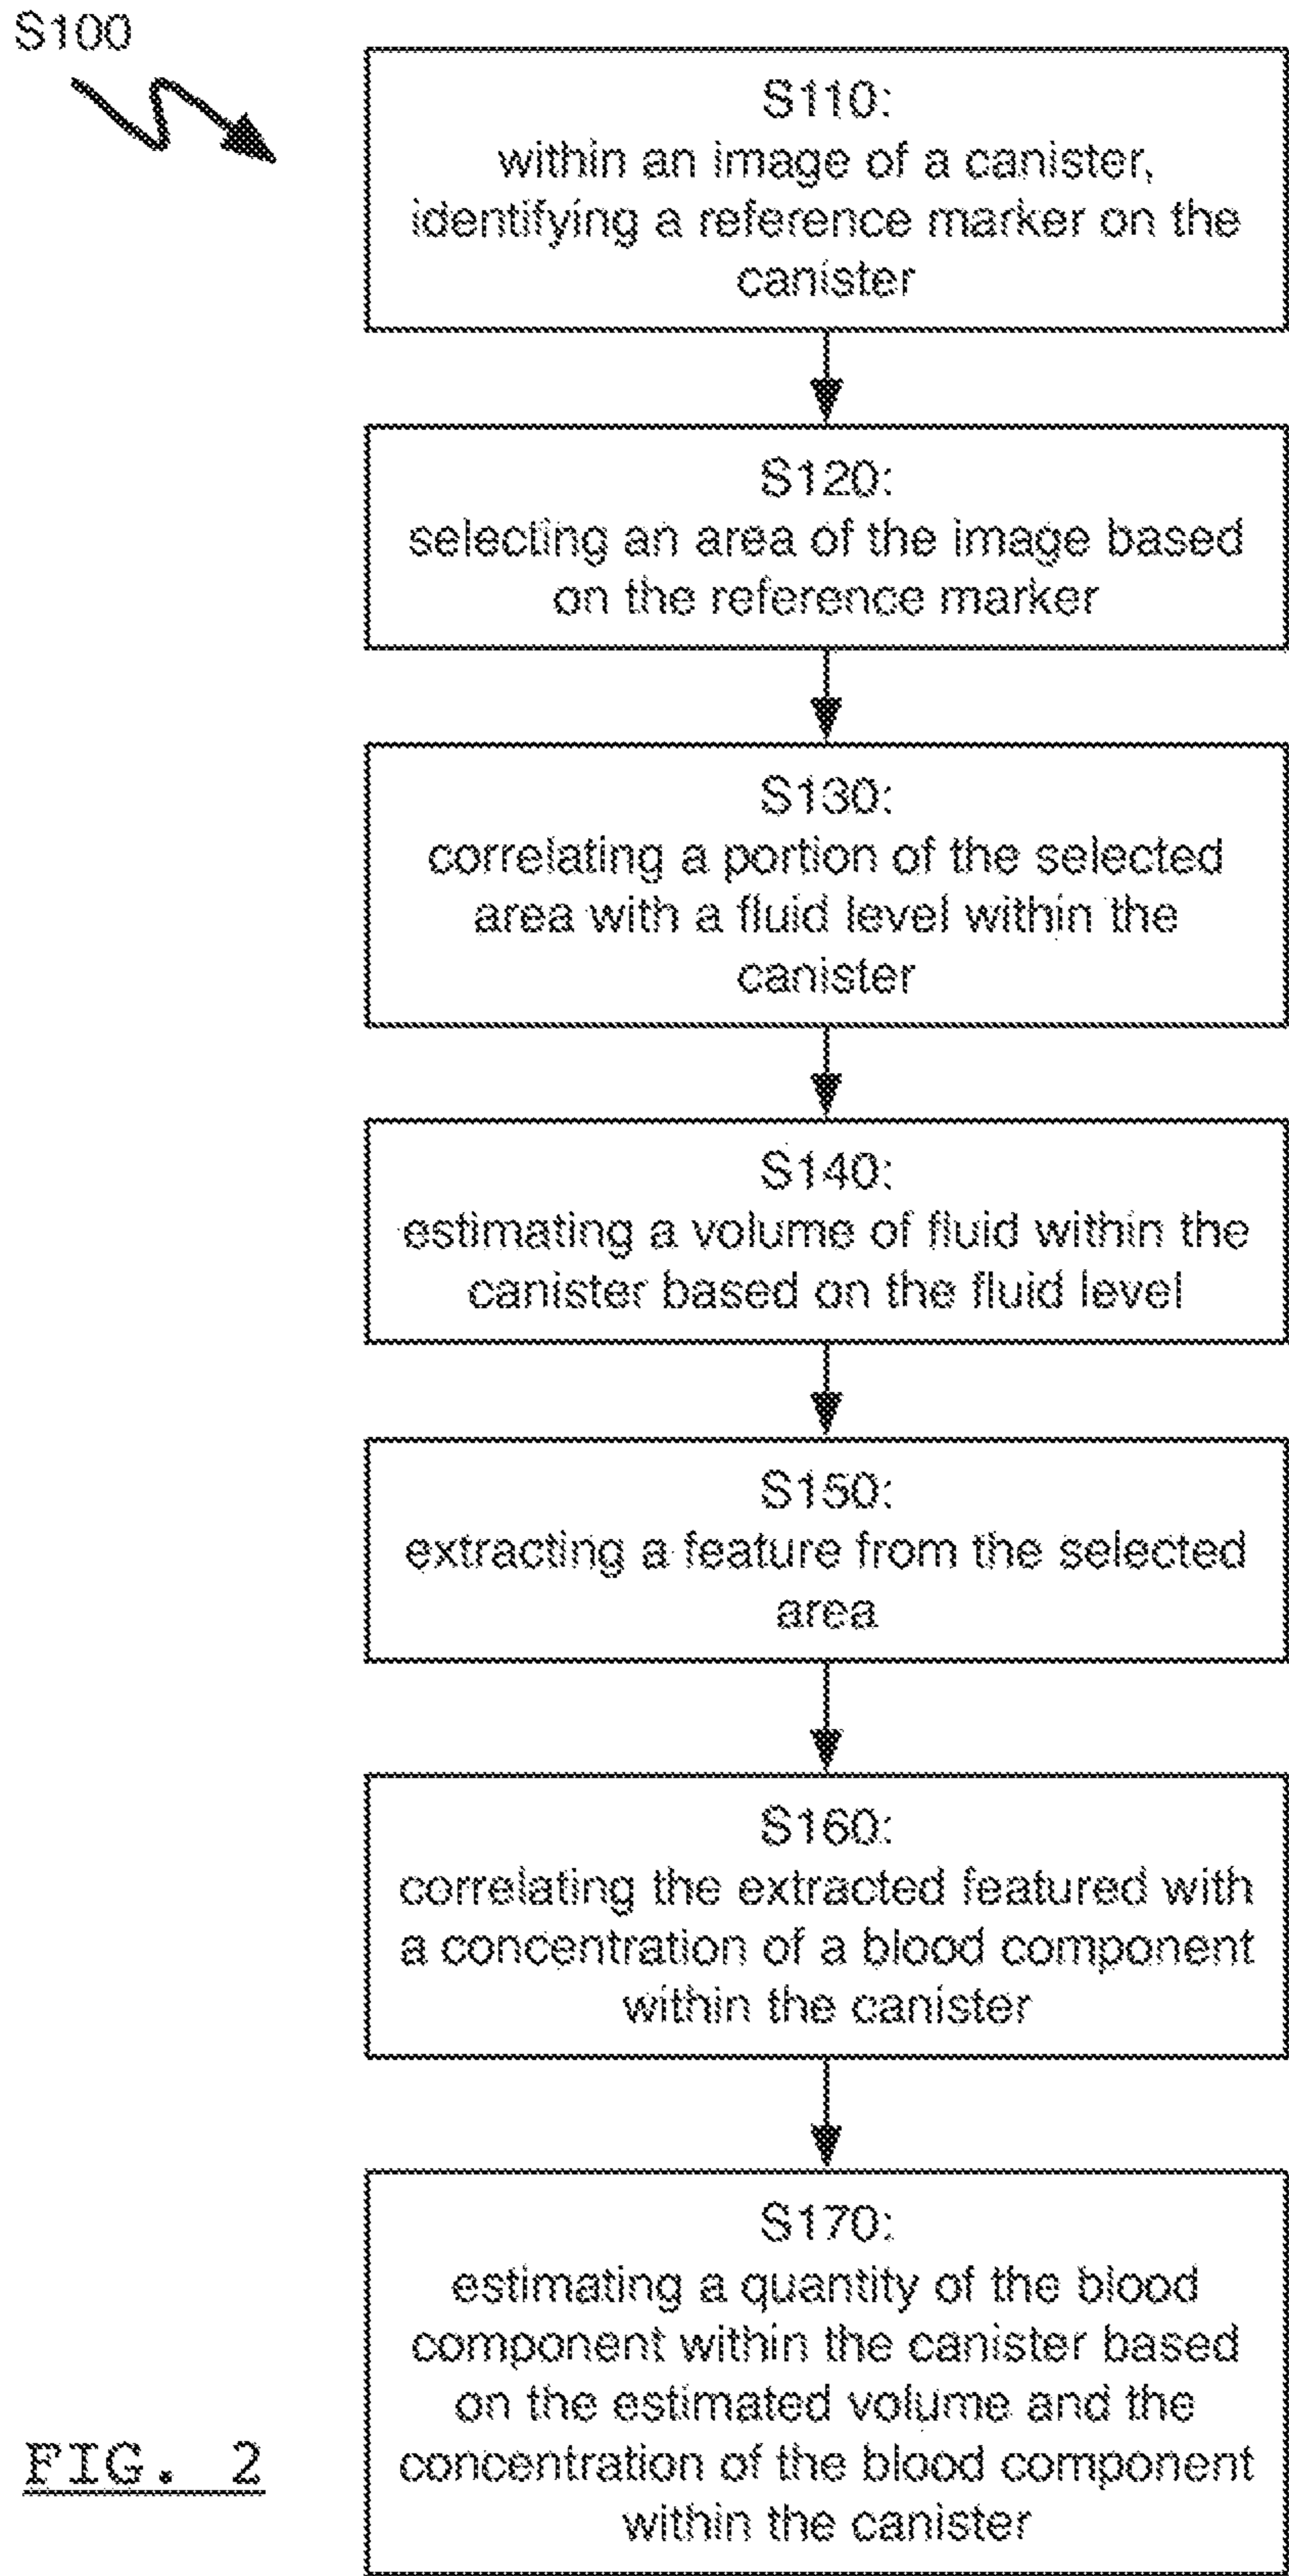 S100
S110:
within an image of a canister,
identifying a reference marker on the
canister
S120:
selecting an area of the image based
on the reference marker
S130:
correlating a portion of the selected
area with a fluid level within the
canister
S140:
estimating a volume of fluid within the
canister based on the fluid level
S150:
extracting a feature from the selected
area
S160:
correlating the extracted featured with
a concentration of a blood component
within the canister
S170:
estimating a quantity of the blood
component within the canister based
on the estimated volume and the
concentration of the blood component
within the canister
FIG. 2